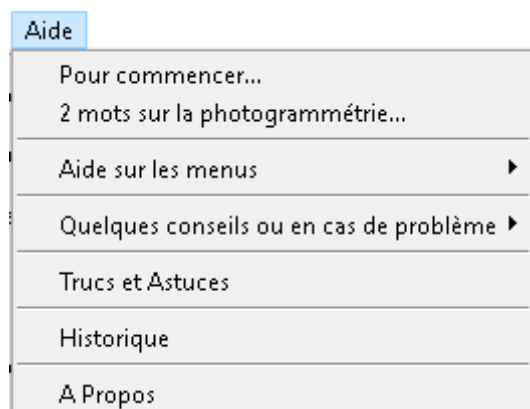 Aide
Pour commencer...
2 mots sur la photogrammétrie...
Aide sur les menus
Quelques conseils ou en cas de problème
Trucs et Astuces
Historique
A Propos